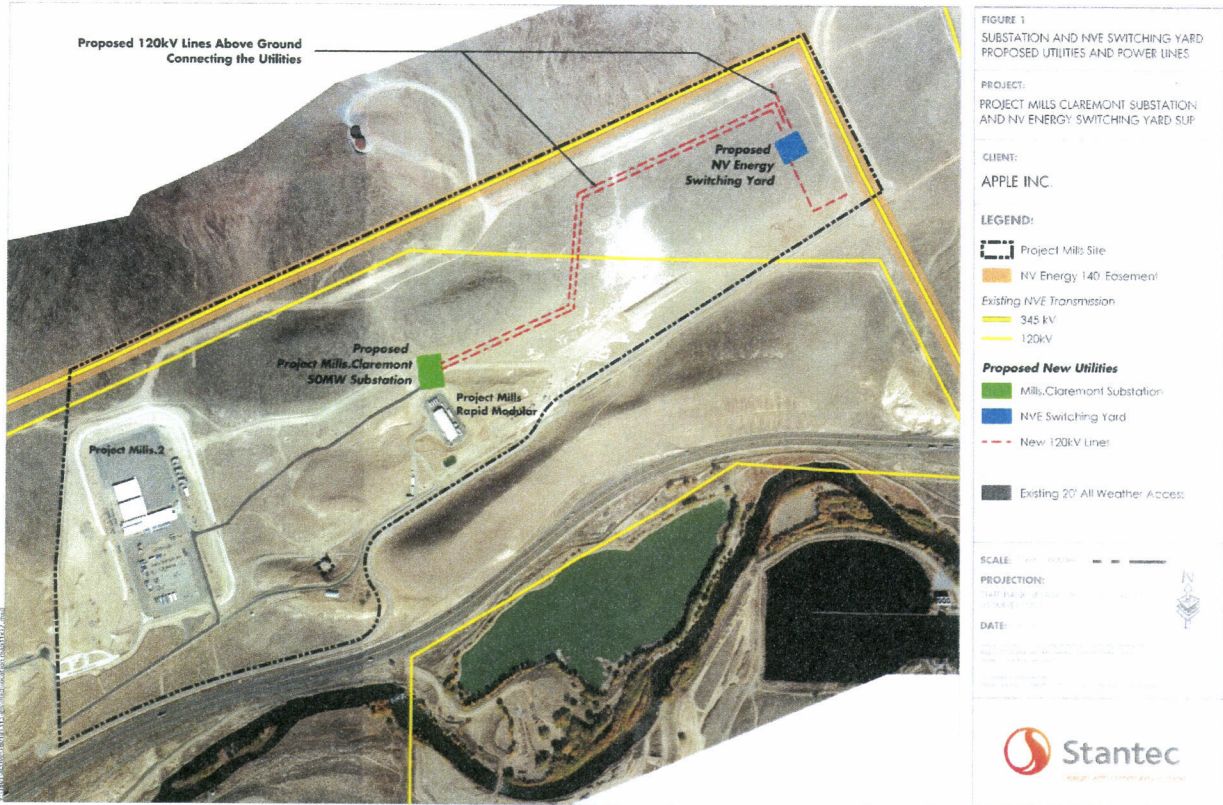 Proposed 120kV Lines Above Ground
Connecting the Utilities
Proposed
NV Energy
Switching Yard
Proposed
Project Mills.Claremont
50MW Substation
Project Mills
Rapid Modular
Project Mills.2
FIGURE 1
SUBSTATION AND NVE SWITCHING YARD
PROPOSED UTILITIES AND POWER LINES
PROJECT:
PROJECT MILLS CLAREMONT SUBSTATION
AND NV ENERGY SWITCHING YARD SUP
CLIENT:
APPLE INC.
LEGEND:
Project Mills Site
NV Energy 140' Easement
Existing NVE Transmission
345 kV
120kV
Proposed New Utilities
Mills.Claremont Substation
NVE Switching Yard
New 120kV Lines
Existing 20' All Weather Access
SCALE:
PROJECTION:
N
DATE:
Stantec